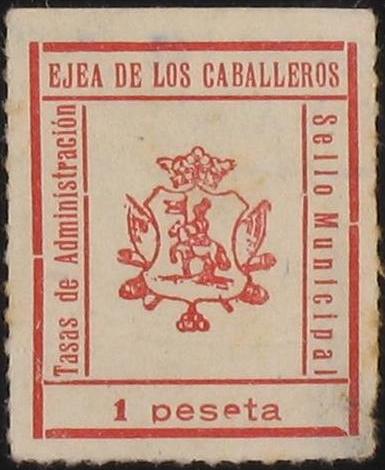 EJEA DE LOS CABALLEROS
Tasas de Administración
Sello Municipal
1 peseta